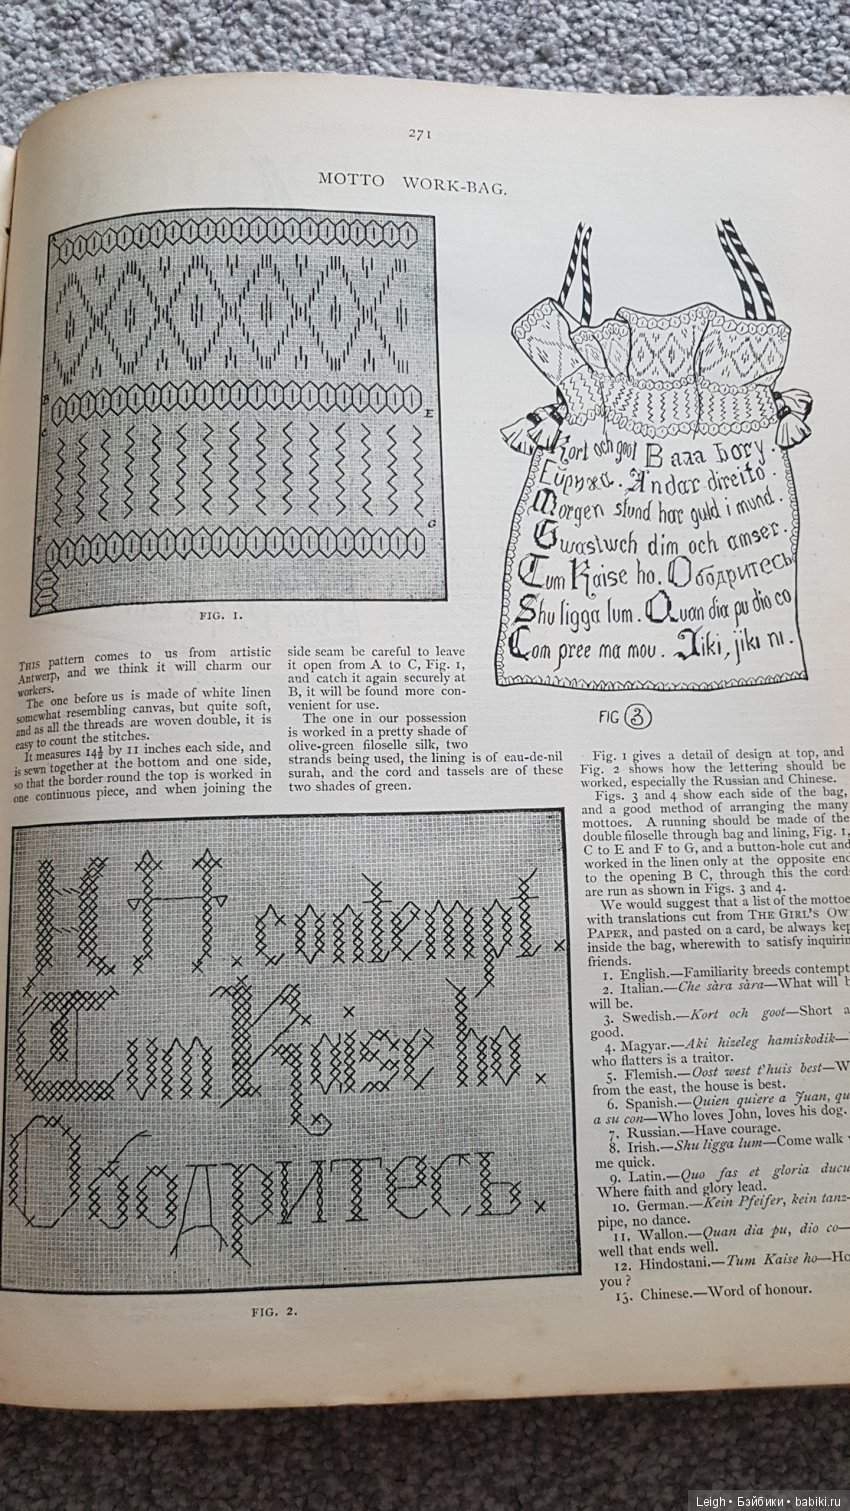 271
MOTTO WORK-BAG.
FIG. 1.
B
E
C
F
G
Kort och goot Вааа Богу.
Андar direito.
Morgen stund har guld i mund.
Gwastwch dim och amser.
Tum Kaise ho. Ободритесь
Shu ligga lum. Quan dia pu dio co
Com pree ma mou. Jiki, jiki ni.
FIG 3
THIS pattern comes to us from artistic
Antwerp, and we think it will charm our
workers.
The one before us is made of white linen
somewhat resembling canvas, but quite soft,
and as all the threads are woven double, it is
easy to count the stitches.
It measures 14½ by 11 inches each side, and
is sewn together at the bottom and one side,
so that the border round the top is worked in
one continuous piece, and when joining the
side seam be careful to leave
it open from A to C, Fig. 1,
and catch it again securely at
B, it will be found more con-
venient for use.
The one in our possession
is worked in a pretty shade of
olive-green filoselle silk, two
strands being used, the lining is of eau-de-nil
surah, and the cord and tassels are of these
two shades of green.
Fig. 1 gives a detail of design at top, and
Fig. 2 shows how the lettering should be
worked, especially the Russian and Chinese.
Figs. 3 and 4 show each side of the bag,
and a good method of arranging the many
mottoes. A running should be made of the
double filoselle through bag and lining, Fig. 1,
C to E and F to G, and a button-hole cut and
worked in the linen only at the opposite end
to the opening B C, through this the cord
are run as shown in Figs. 3 and 4.
We would suggest that a list of the mottoe
with translations cut from THE GIRL'S OW
PAPER, and pasted on a card, be always kep
inside the bag, wherewith to satisfy inquirin
friends.
1. English.—Familiarity breeds contempt
2. Italian.—Che sàra sàra—What will b
will be.
3. Swedish.—Kort och goot—Short a
good.
4. Magyar.—Aki hizeleg hamiskodik—
who flatters is a traitor.
5. Flemish.—Oost west t'huis best—W
from the east, the house is best.
6. Spanish.—Quien quiere a Juan, qu
a su con—Who loves John, loves his dog.
7. Russian.—Have courage.
8. Irish.—Shu ligga lum—Come walk
me quick.
9. Latin.—Quo fas et gloria ducu
Where faith and glory lead.
10. German.—Kein Pfeifer, kein tanz-
pipe, no dance.
11. Wallon.—Quan dia pu, dio co—
well that ends well.
12. Hindostani.—Tum Kaise ho—Ho
you?
13. Chinese.—Word of honour.
contempt.
Tum Kaise ho.
Ободритесь.
FIG. 2.
Leigh • Бэйбики • babiki.ru